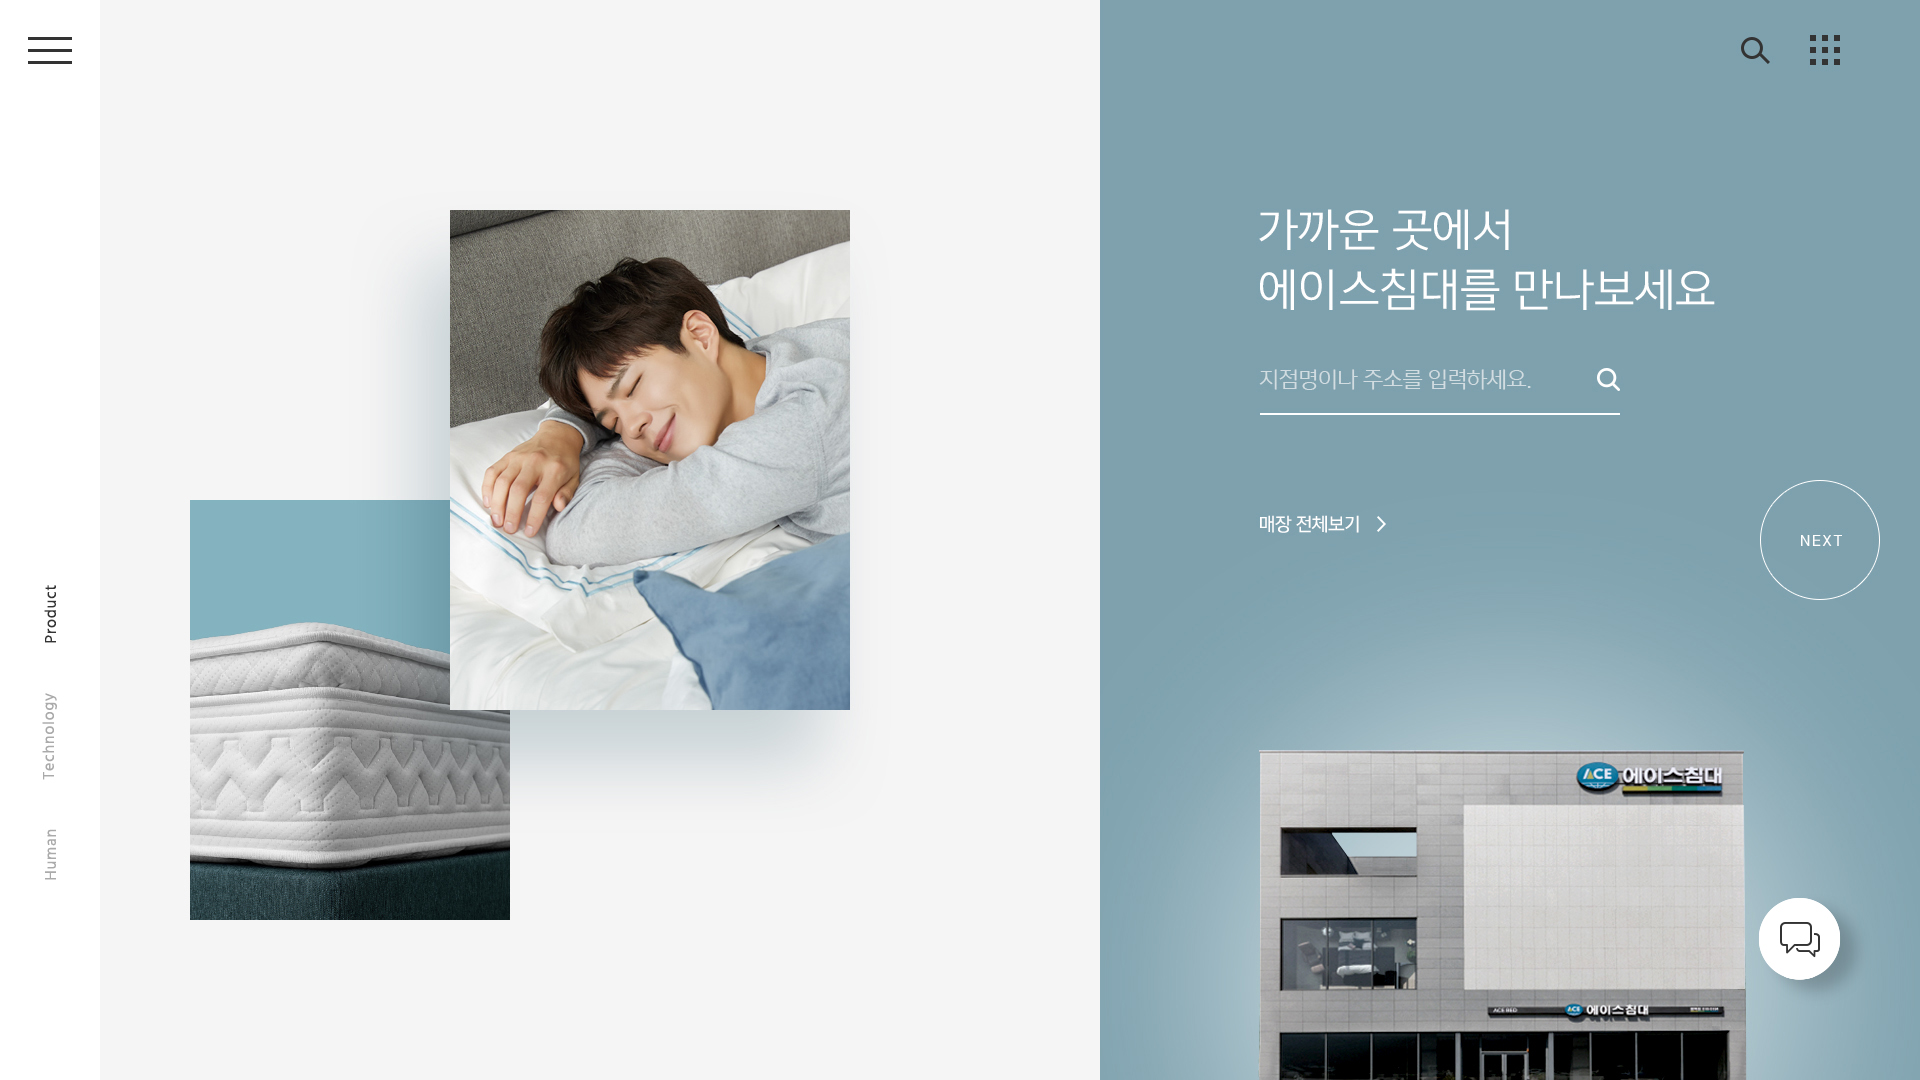 가까운 곳에서
에이스침대를 만나보세요
지점명이나 주소를 입력하세요.
매장 전체보기
NEXT
Product
Technology
Human
ACE 에이스침대
ACE BED
ACE 에이스침대